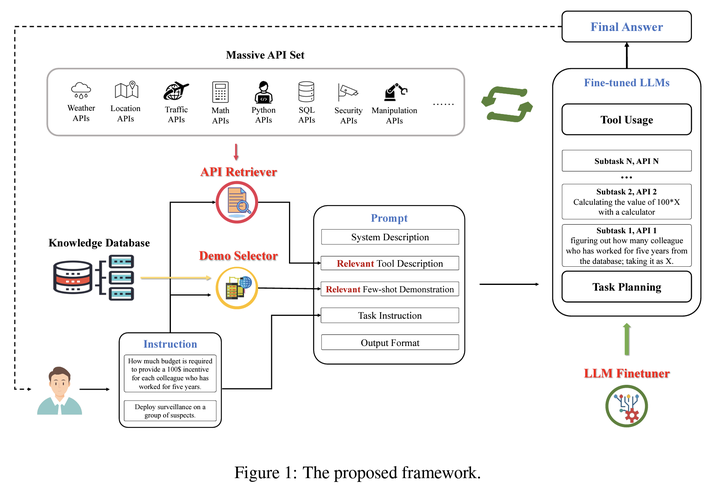 Final Answer
Massive API Set
Weather APIs
Location APIs
Traffic APIs
Math APIs
Python APIs
SQL APIs
Security APIs
Manipulation APIs
......
Fine-tuned LLMs
Tool Usage
Subtask N, API N
...
Subtask 2, API 2
Calculating the value of 100*X
with a calculator
Subtask 1, API 1
figuring out how many colleague
who has worked for five years from
the database; taking it as X.
Task Planning
API Retriever
Knowledge Database
Demo Selector
Prompt
System Description
Relevant Tool Description
Relevant Few-shot Demonstration
Task Instruction
Output Format
Instruction
How much budget is required
to provide a 100$ incentive
for each colleague who has
worked for five years.
Deploy surveillance on a
group of suspects.
LLM Finetuner
Figure 1: The proposed framework.